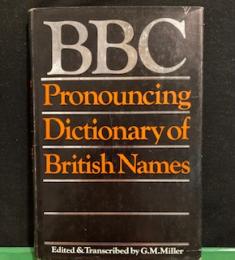 BBC
Pronouncing
Dictionary of
British Names
Edited & Transcribed by G.M.Miller